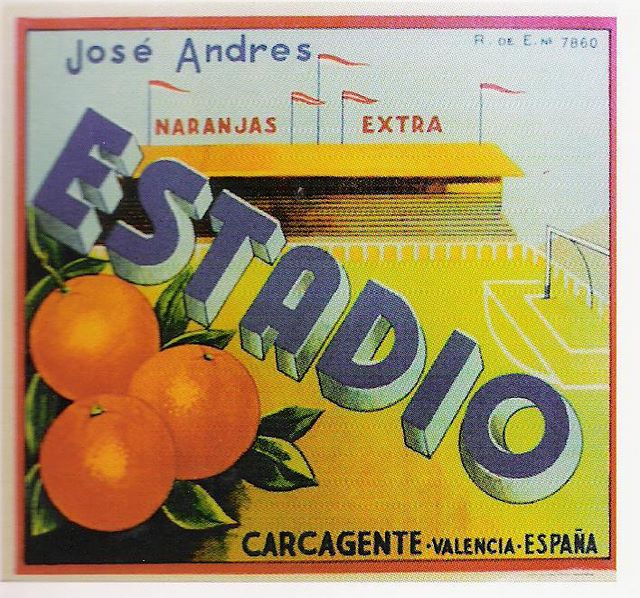 José Andres
R. DE E. Nº 7860
NARANJAS EXTRA
ESTADIO
CARCAGENTE·VALENCIA·ESPAÑA